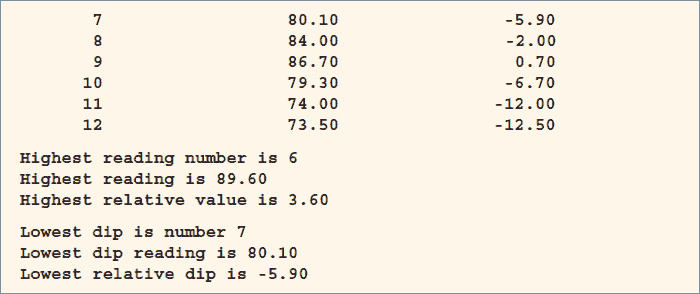 7 80.10 -5.90
8 84.00 -2.00
9 86.70 0.70
10 79.30 -6.70
11 74.00 -12.00
12 73.50 -12.50
Highest reading number is 6
Highest reading is 89.60
Highest relative value is 3.60
Lowest dip is number 7
Lowest dip reading is 80.10
Lowest relative dip is -5.90